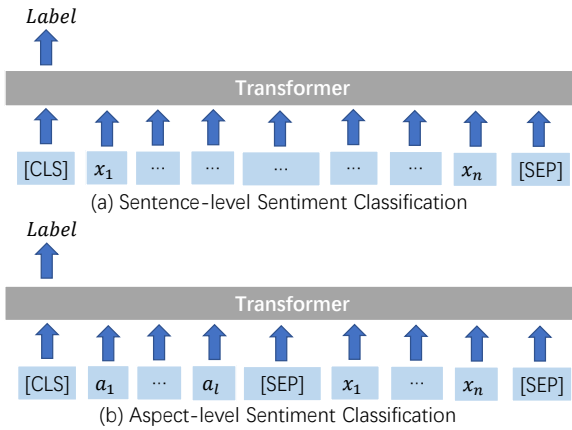 Label
Transformer
[CLS] x₁ ... ... ... ... ... xₙ [SEP]
(a) Sentence-level Sentiment Classification
Label
Transformer
[CLS] a₁ ... aₗ [SEP] x₁ ... xₙ [SEP]
(b) Aspect-level Sentiment Classification